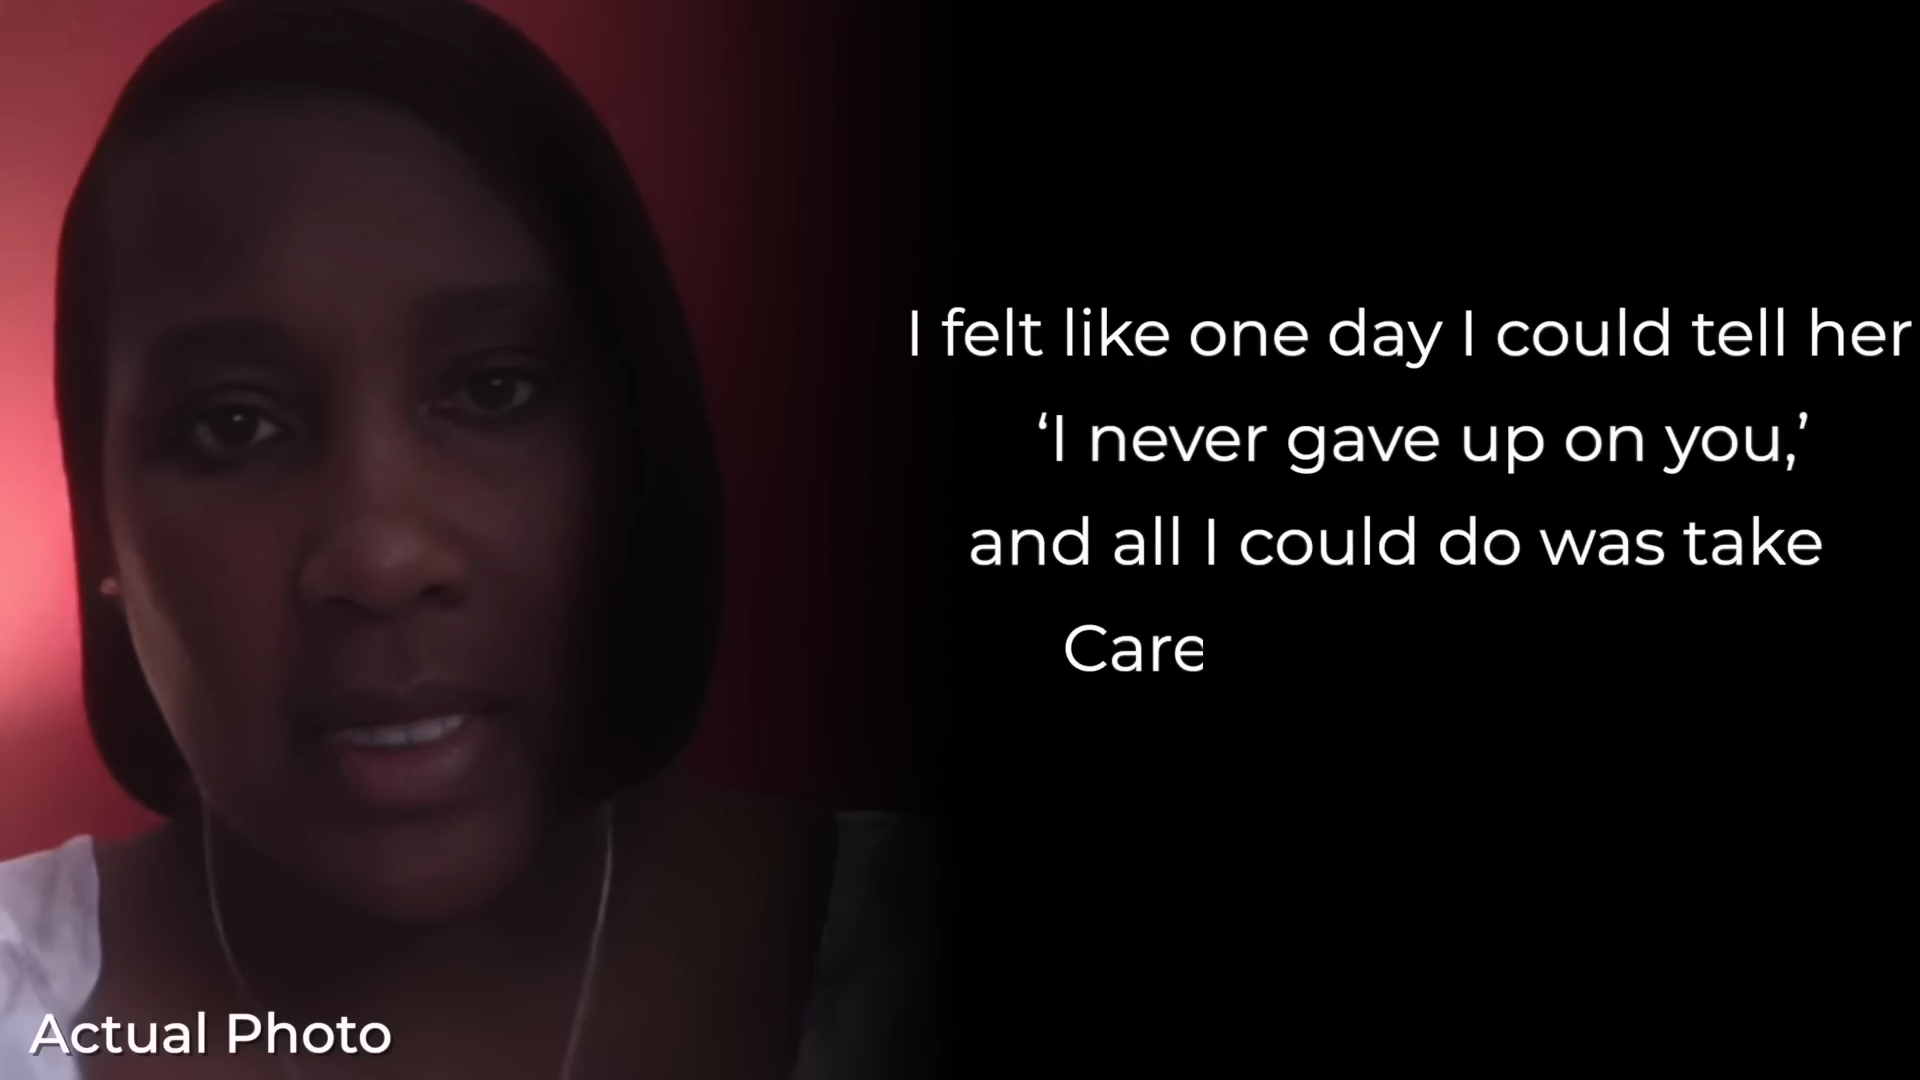 I felt like one day I could tell her
‘I never gave up on you,’
and all I could do was take
Care
Actual Photo